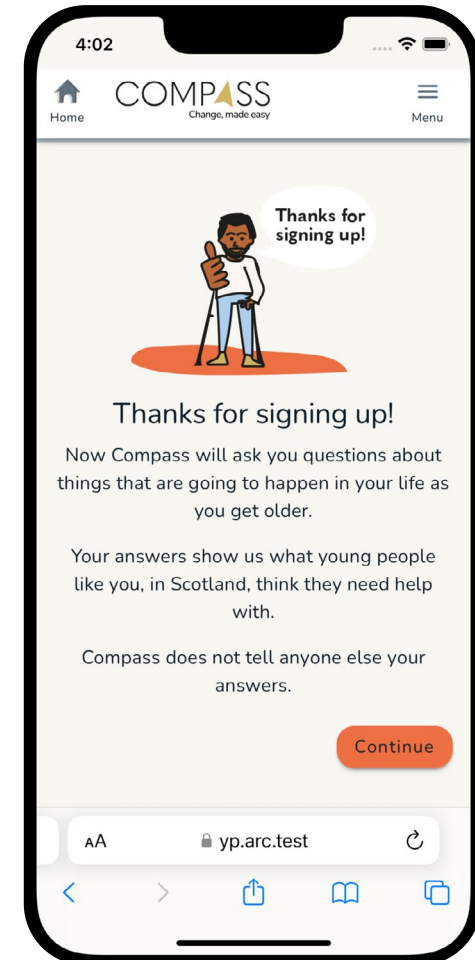 4:02
Home
COMPASS
Change, made easy
Menu
Thanks for
signing up!
Thanks for signing up!
Now Compass will ask you questions about
things that are going to happen in your life as
you get older.
Your answers show us what young people
like you, in Scotland, think they need help
with.
Compass does not tell anyone else your
answers.
Continue
AA
yp.arc.test